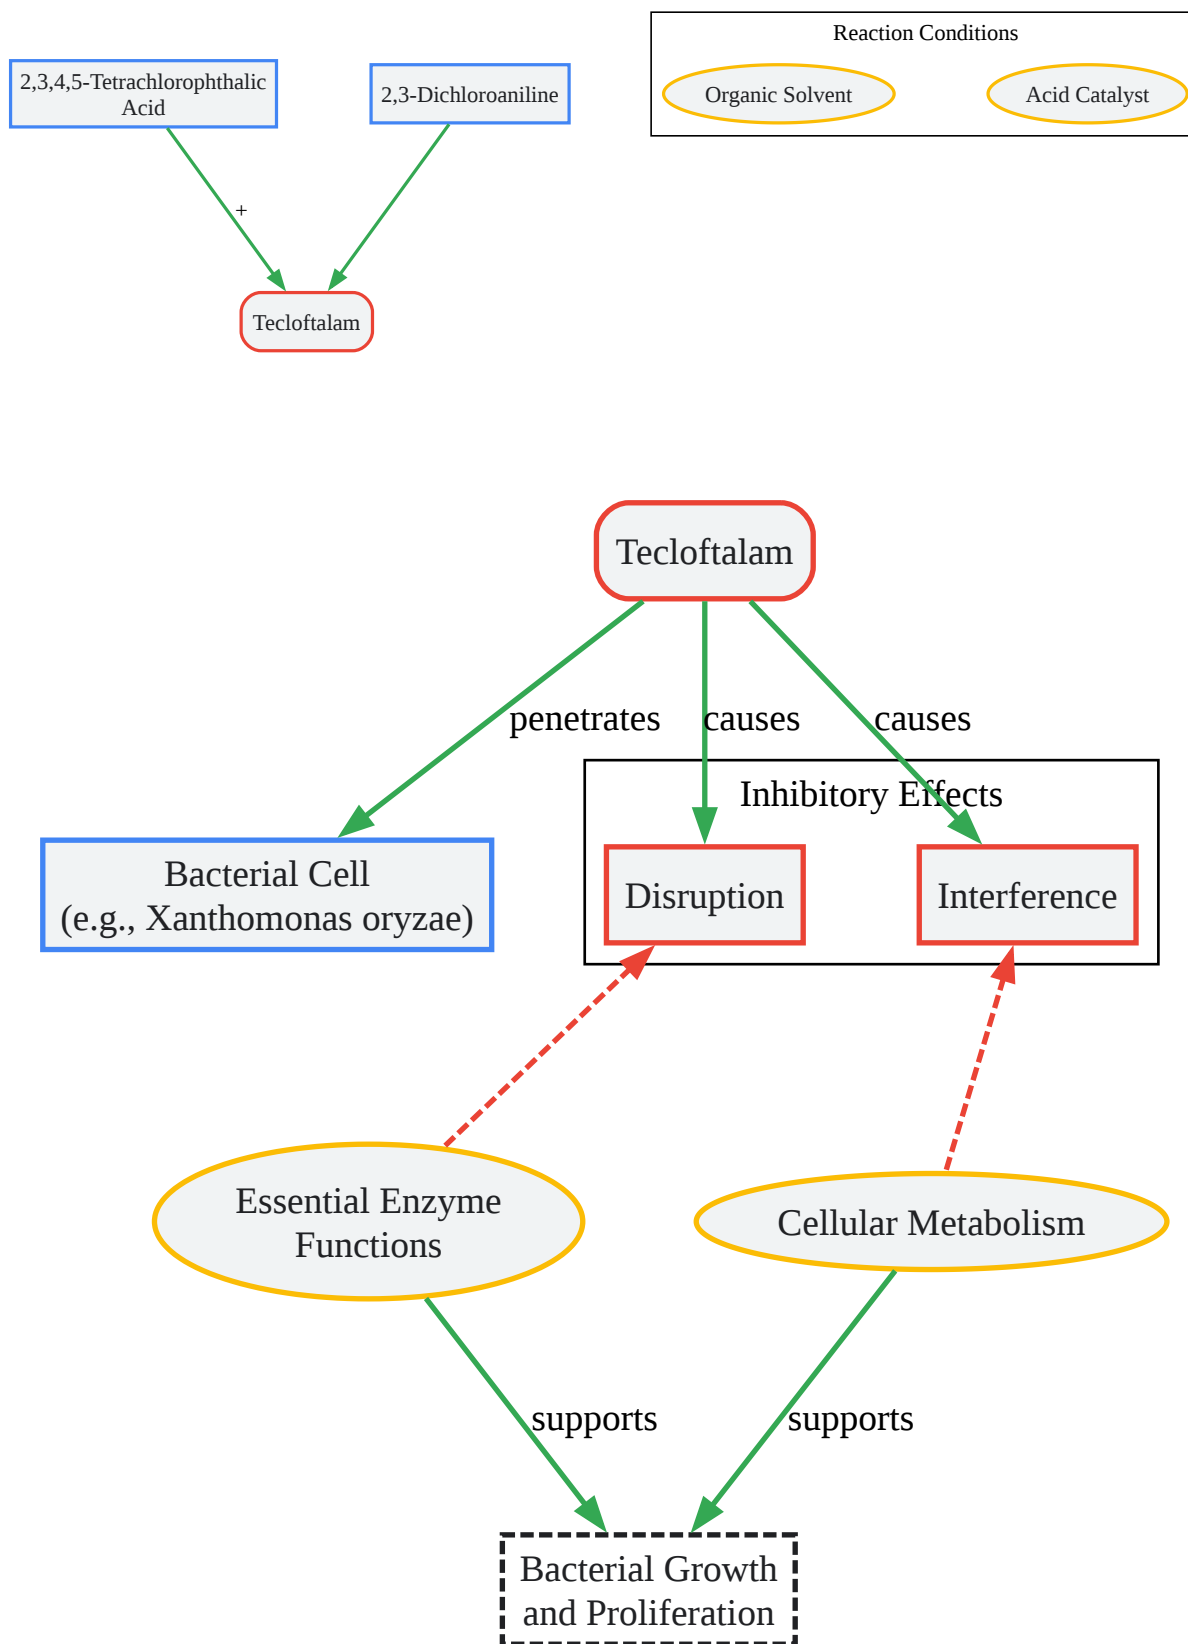 Reaction Conditions
2,3,4,5-Tetrachlorophthalic
Acid
2,3-Dichloroaniline
Organic Solvent
Acid Catalyst
+
Tecloftalam
Tecloftalam
penetrates
causes
causes
Inhibitory Effects
Bacterial Cell
(e.g., Xanthomonas oryzae)
Disruption
Interference
Essential Enzyme
Functions
Cellular Metabolism
supports
supports
Bacterial Growth
and Proliferation